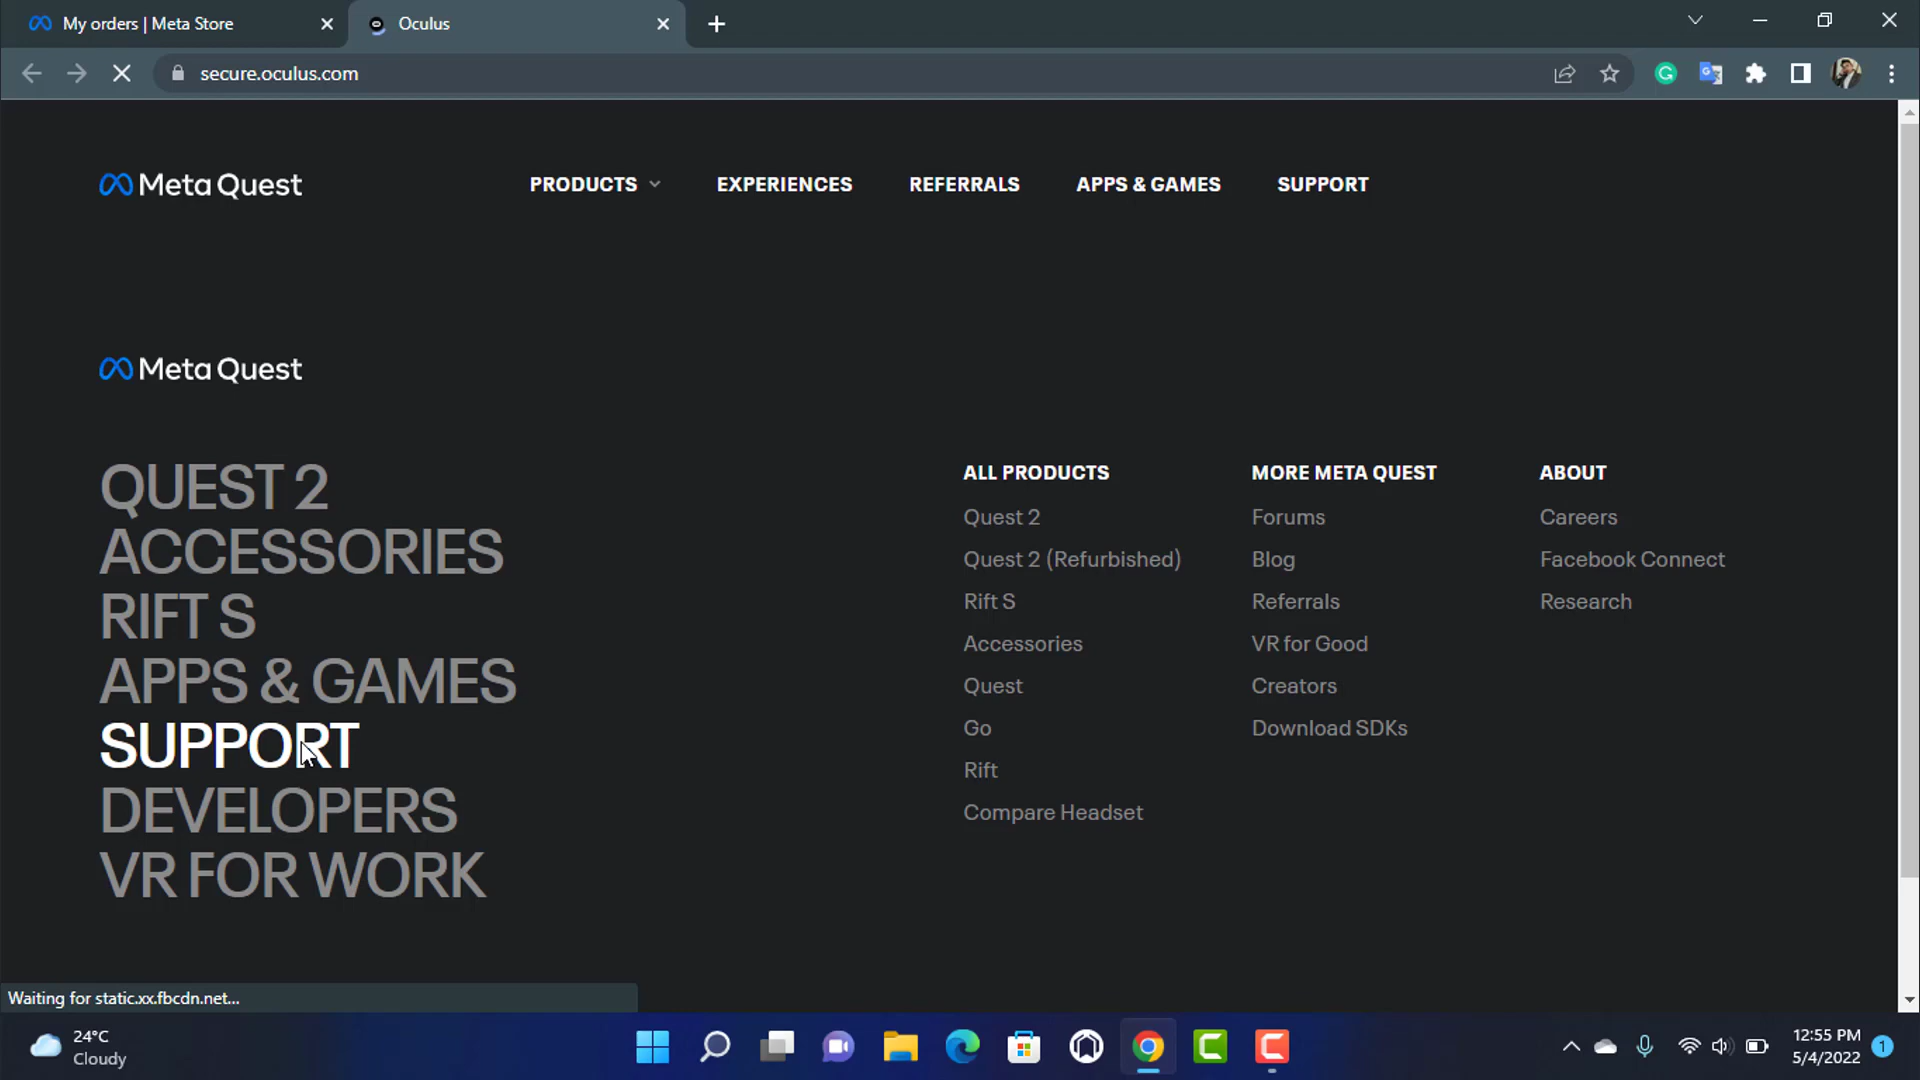 My orders | Meta Store
Oculus
secure.oculus.com
Meta Quest
PRODUCTS
EXPERIENCES
REFERRALS
APPS & GAMES
SUPPORT
Meta Quest
QUEST 2
ACCESSORIES
RIFT S
APPS & GAMES
SUPPORT
DEVELOPERS
VR FOR WORK
ALL PRODUCTS
Quest 2
Quest 2 (Refurbished)
Rift S
Accessories
Quest
Go
Rift
Compare Headset
MORE META QUEST
Forums
Blog
Referrals
VR for Good
Creators
Download SDKs
ABOUT
Careers
Facebook Connect
Research
Waiting for static.xx.fbcdn.net...
24°C
Cloudy
12:55 PM
5/4/2022
1